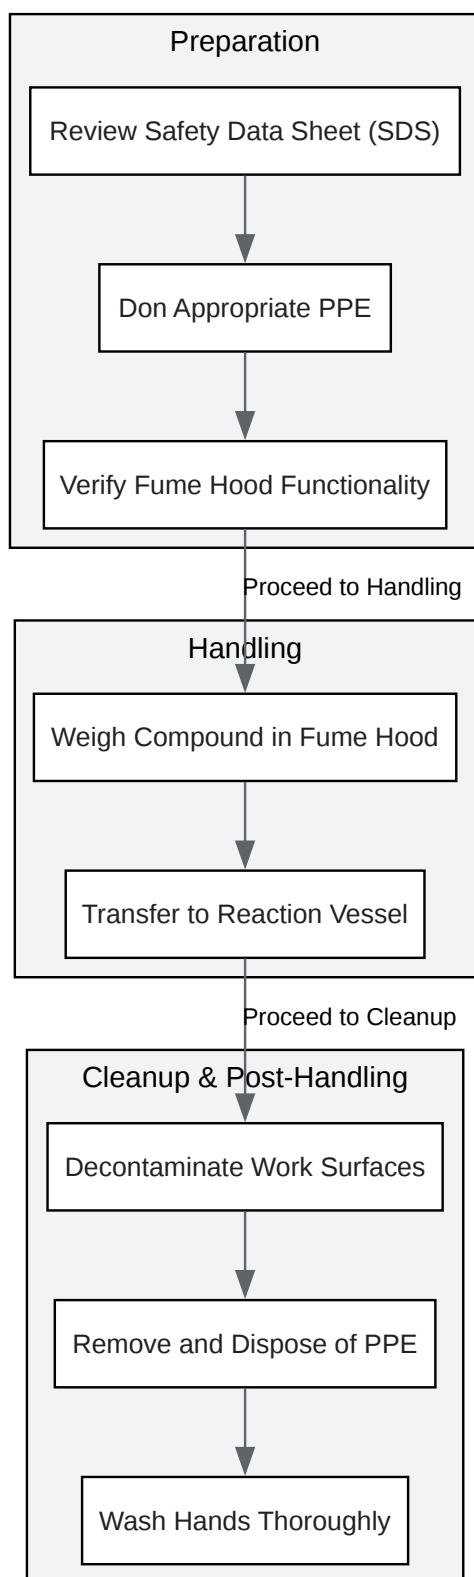 Preparation
Review Safety Data Sheet (SDS)
Don Appropriate PPE
Verify Fume Hood Functionality
Proceed to Handling
Handling
Weigh Compound in Fume Hood
Transfer to Reaction Vessel
Proceed to Cleanup
Cleanup & Post-Handling
Decontaminate Work Surfaces
Remove and Dispose of PPE
Wash Hands Thoroughly